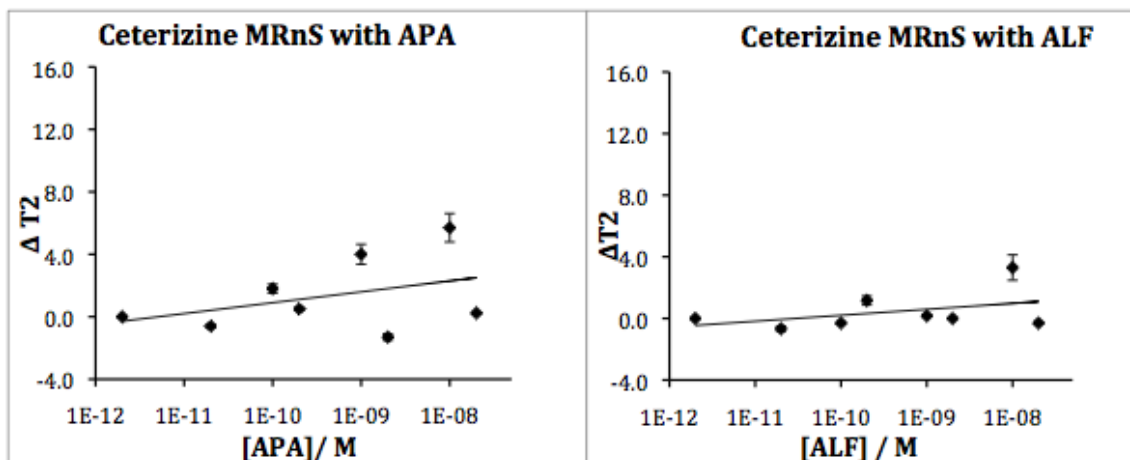 Ceterizine MRnS with APA
16.0
12.0
8.0
4.0
0.0
-4.0
Δ T2
1E-12 1E-11 1E-10 1E-09 1E-08
[APA]/ M
Ceterizine MRnS with ALF
16.0
12.0
8.0
4.0
0.0
-4.0
ΔT2
1E-12 1E-11 1E-10 1E-09 1E-08
[ALF] / M